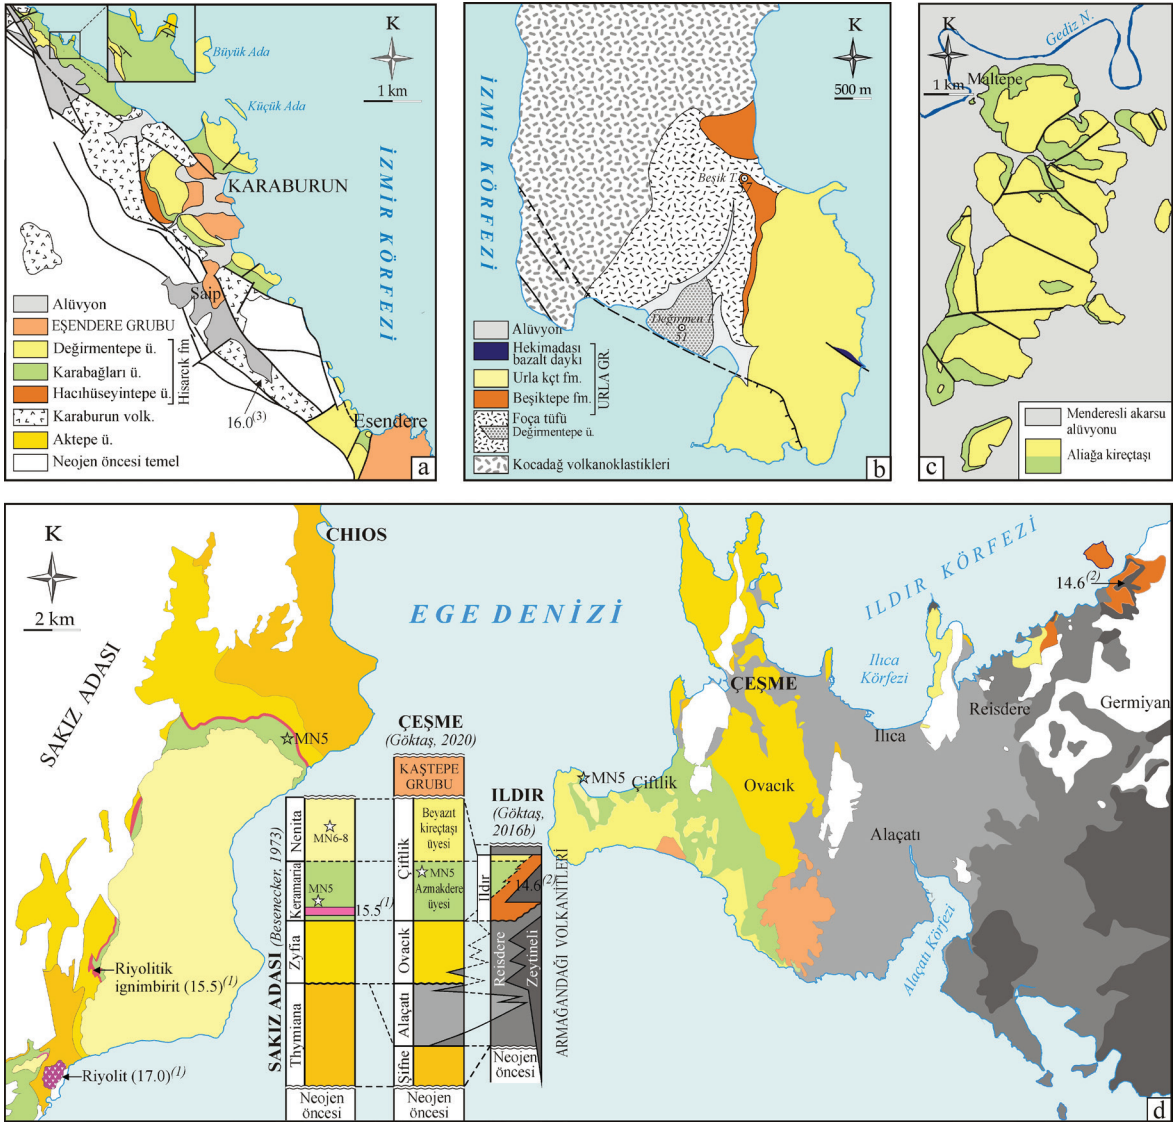 K
1 km
Büyük Ada
Küçük Ada
KARABURUN
İZMİR KÖRFEZİ
Saip
16.0(3)
Esendere
Alüvyon
EŞENDERE GRUBU
Değirmentepe ü.
Karabağları ü.
Hacıhüseyintepe ü.
Hisarcık fm
Karaburun volk.
Aktepe ü.
Neojen öncesi temel
a
K
500 m
İZMİR KÖRFEZİ
Beşik T.
Değirmen T.
51
Alüvyon
Hekimadası
bazalt daykı
Urla kçt fm.
Beşiktepe fm.
URLA GR.
Foça tüfü
Değirmentepe ü.
Kocadağ volkanoklastikleri
b
K
1 km
Gediz N.
Maltepe
Menderesli akarsu
alüvyonu
Aliağa kireçtaşı
c
K
2 km
CHIOS
SAKIZ ADASI
EGE DENİZİ
MN5
Riyolitik
ignimbirit (15.5)(1)
Riyolit (17.0)(1)
ÇEŞME
(Göktaş, 2020)
KAŞTEPE
GRUBU
ILDIR
(Göktaş,
2016b)
SAKIZ ADASI (Besenecker, 1973)
Nenita
MN6-8
Keramaria
MN5
15.5(1)
Zyfia
Thymiana
Neojen
öncesi
Çiftlik
Beyazıt
kireçtaşı
üyesi
MN5
Azmakdere
üyesi
Ovacık
Alaçatı
Şifne
Neojen
öncesi
Ildır
14.6(2)
Reisdere
Zeytineli
Neojen
öncesi
ARMAĞANDAĞI VOLKANİTLERİ
MN5
Çiftlik
ÇEŞME
Ovacık
ILDIR KÖRFEZİ
Ilıca
Körfezi
14.6(2)
Reisdere
Germiyan
Ilıca
Alaçatı
Alaçatı Körfezi
d